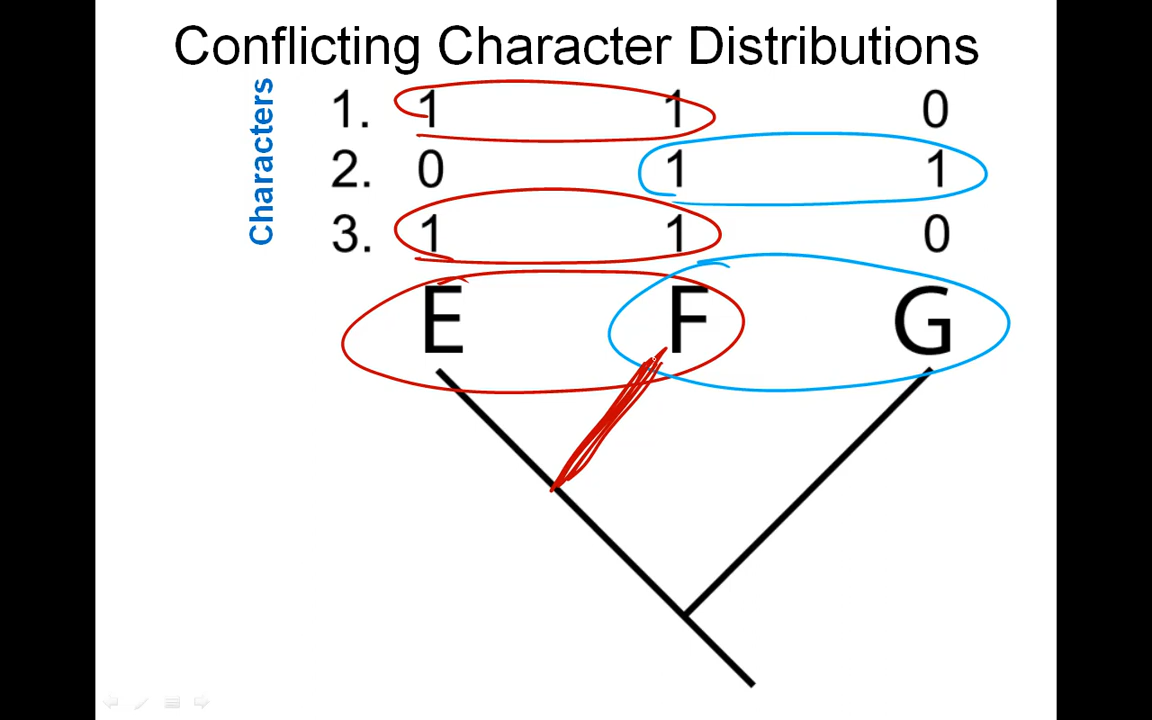 Conflicting Character Distributions
Characters
1. 1 1 0
2. 0 1 1
3. 1 1 0
E F G